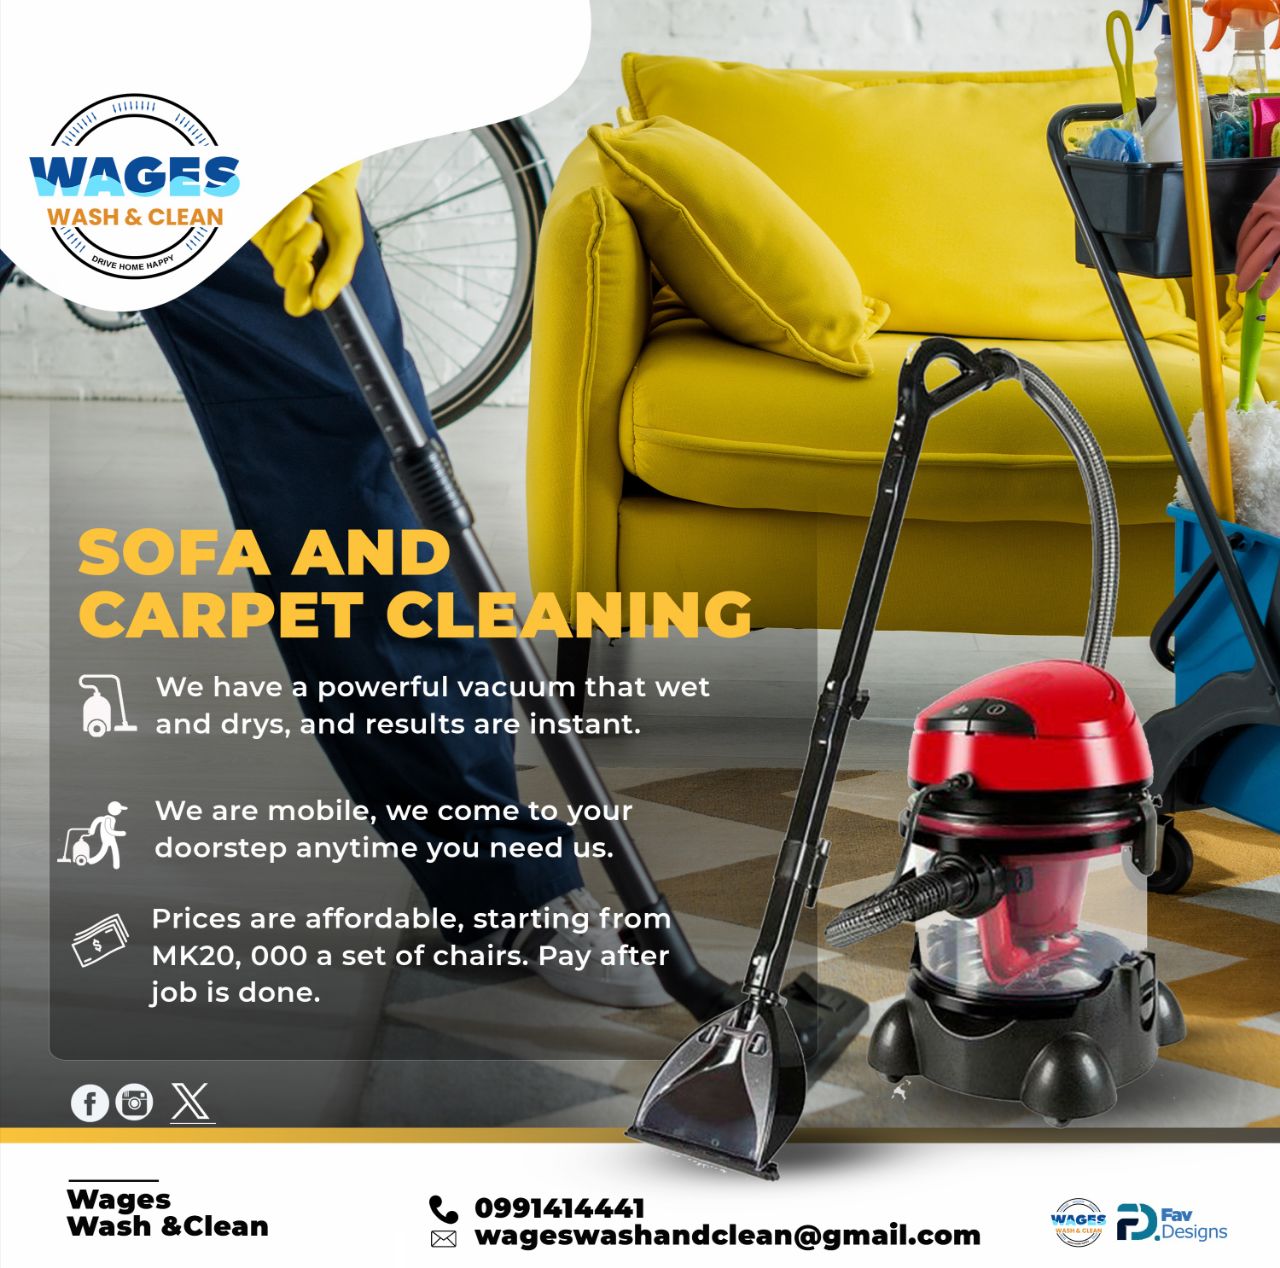 WAGES
WASH & CLEAN
DRIVE HOME HAPPY
SOFA AND
CARPET CLEANING
We have a powerful vacuum that wet
and drys, and results are instant.
We are mobile, we come to your
doorstep anytime you need us.
Prices are affordable, starting from
MK20, 000 a set of chairs. Pay after
job is done.
Wages
Wash &Clean
0991414441
wageswashandclean@gmail.com
WAGES
WASH & CLEAN
Fav
Designs